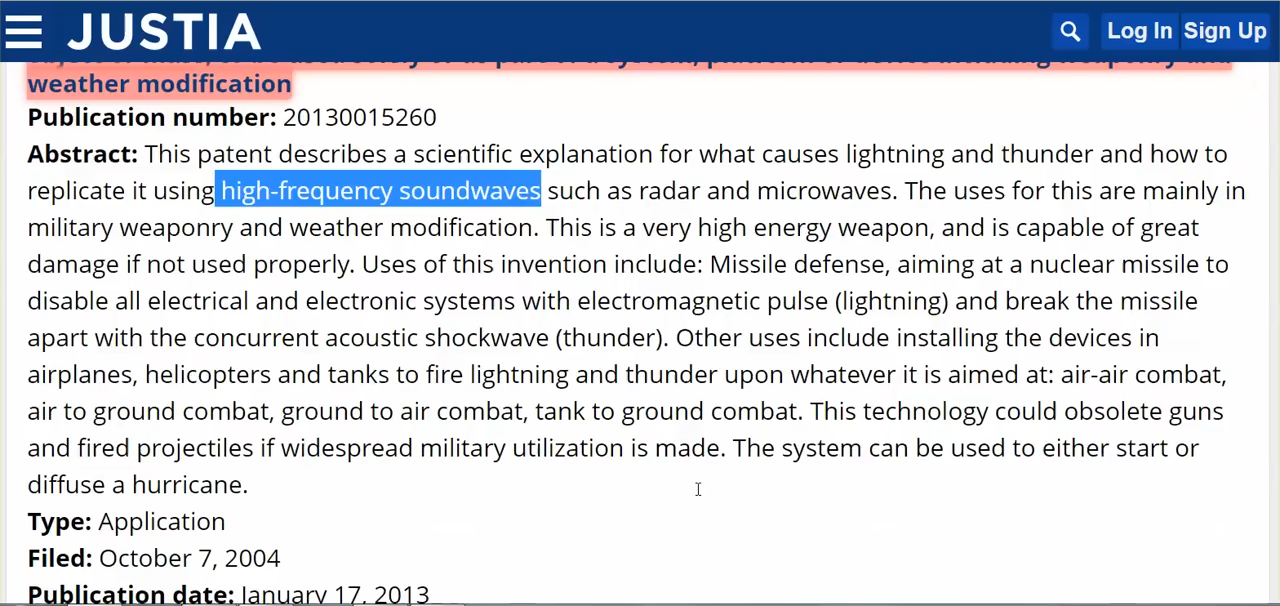 JUSTIA
Log In Sign Up
weather modification
Publication number: 20130015260
Abstract: This patent describes a scientific explanation for what causes lightning and thunder and how to
replicate it using high-frequency soundwaves such as radar and microwaves. The uses for this are mainly in
military weaponry and weather modification. This is a very high energy weapon, and is capable of great
damage if not used properly. Uses of this invention include: Missile defense, aiming at a nuclear missile to
disable all electrical and electronic systems with electromagnetic pulse (lightning) and break the missile
apart with the concurrent acoustic shockwave (thunder). Other uses include installing the devices in
airplanes, helicopters and tanks to fire lightning and thunder upon whatever it is aimed at: air-air combat,
air to ground combat, ground to air combat, tank to ground combat. This technology could obsolete guns
and fired projectiles if widespread military utilization is made. The system can be used to either start or
diffuse a hurricane.
Type: Application
Filed: October 7, 2004
Publication date: January 17, 2013